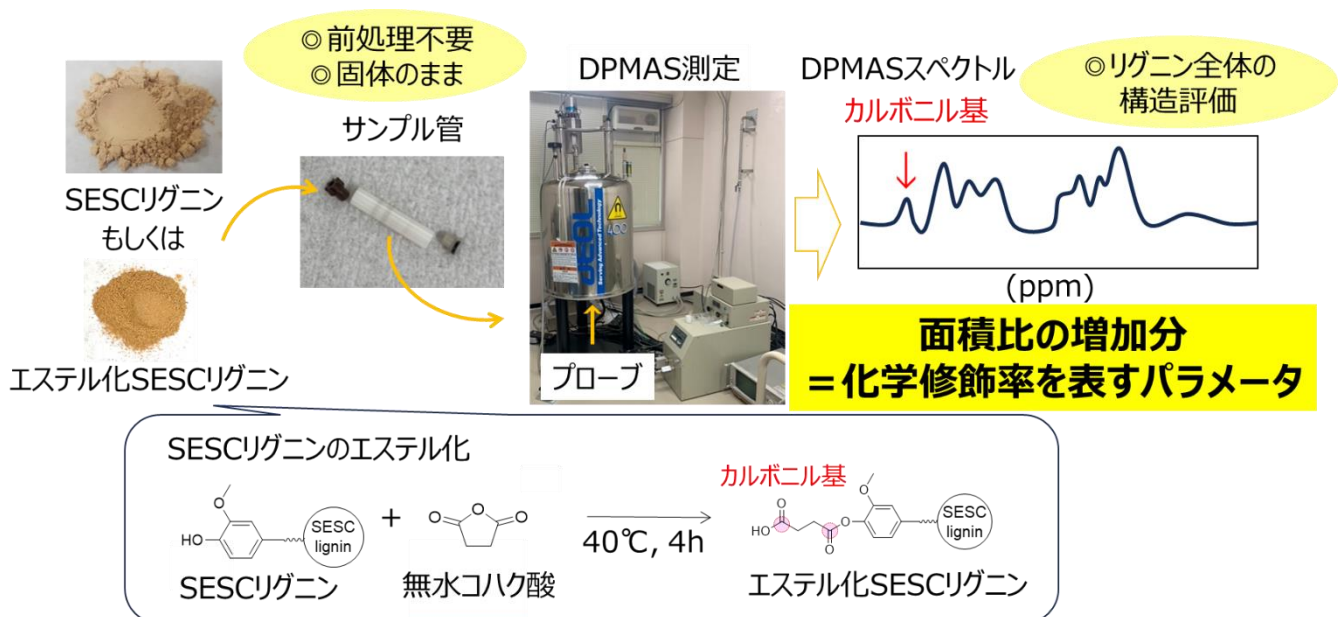 ◎前処理不要
◎固体のまま
サンプル管
SESCリグニン
もしくは
エステル化SESCリグニン
DPMAS測定
JEOL
Serving Advanced Technology
400
プローブ
DPMASスペクトル
カルボニル基
◎リグニン全体の
構造評価
(ppm)
面積比の増加分
＝化学修飾率を表すパラメータ
SESCリグニンのエステル化
HO
O
SESC
lignin
SESCリグニン
+
O
O
O
無水コハク酸
40℃, 4h
カルボニル基
O
HO
O
O
O
SESC
lignin
エステル化SESCリグニン